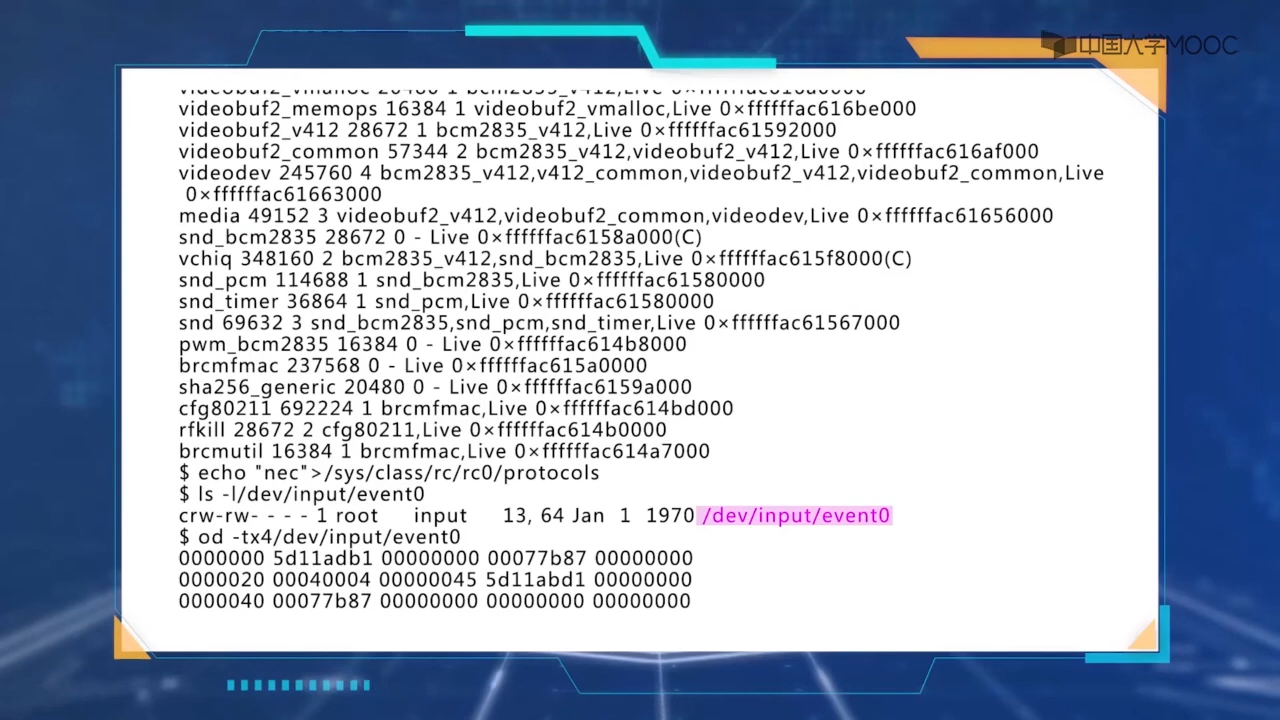 中国大学MOOC
videobuf2_vmalloc 20480 1 bcm2835_v412,Live 0×ffffffac616ba000
videobuf2_memops 16384 1 videobuf2_vmalloc,Live 0×ffffffac616be000
videobuf2_v412 28672 1 bcm2835_v412,Live 0×ffffffac61592000
videobuf2_common 57344 2 bcm2835_v412,videobuf2_v412,Live 0×ffffffac616af000
videodev 245760 4 bcm2835_v412,v412_common,videobuf2_v412,videobuf2_common,Live
0×ffffffac61663000
media 49152 3 videobuf2_v412,videobuf2_common,videodev,Live 0×ffffffac61656000
snd_bcm2835 28672 0 - Live 0×ffffffac6158a000(C)
vchiq 348160 2 bcm2835_v412,snd_bcm2835,Live 0×ffffffac615f8000(C)
snd_pcm 114688 1 snd_bcm2835,Live 0×ffffffac61580000
snd_timer 36864 1 snd_pcm,Live 0×ffffffac61580000
snd 69632 3 snd_bcm2835,snd_pcm,snd_timer,Live 0×ffffffac61567000
pwm_bcm2835 16384 0 - Live 0×ffffffac614b8000
brcmfmac 237568 0 - Live 0×ffffffac615a0000
sha256_generic 20480 0 - Live 0×ffffffac6159a000
cfg80211 692224 1 brcmfmac,Live 0×ffffffac614bd000
rfkill 28672 2 cfg80211,Live 0×ffffffac614b0000
brcmutil 16384 1 brcmfmac,Live 0×ffffffac614a7000
$ echo "nec">/sys/class/rc/rc0/protocols
$ ls -l/dev/input/event0
crw-rw- - - - 1 root input 13, 64 Jan 1 1970 /dev/input/event0
$ od -tx4/dev/input/event0
0000000 5d11adb1 00000000 00077b87 00000000
0000020 00040004 00000045 5d11abd1 00000000
0000040 00077b87 00000000 00000000 00000000